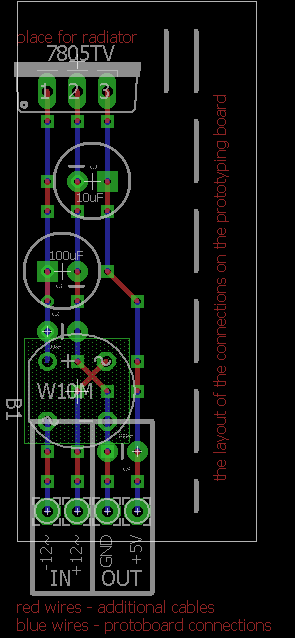 place for radiator
7805TV
1 2 3
10uF
100uF
W10M
B1
-12~
+12~
GND
+5V
IN
OUT
the layout of the connections on the prototyping board
red wires - additional cables
blue wires - protoboard connections